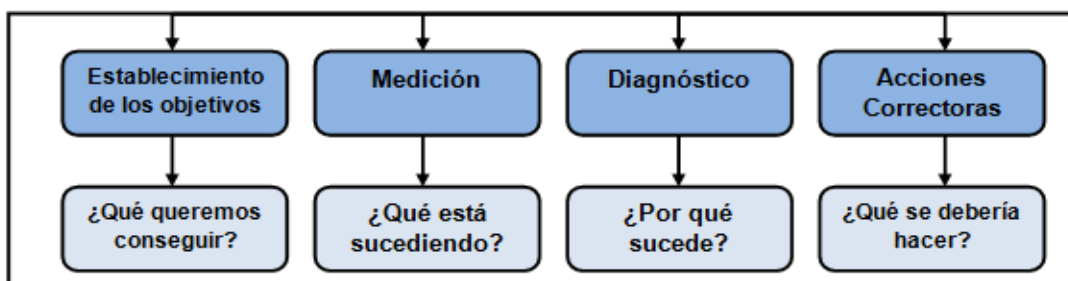 Establecimiento
de los objetivos
Medición
Diagnóstico
Acciones
Correctoras
¿Qué queremos
conseguir?
¿Qué está
sucediendo?
¿Por qué
sucede?
¿Qué se debería
hacer?